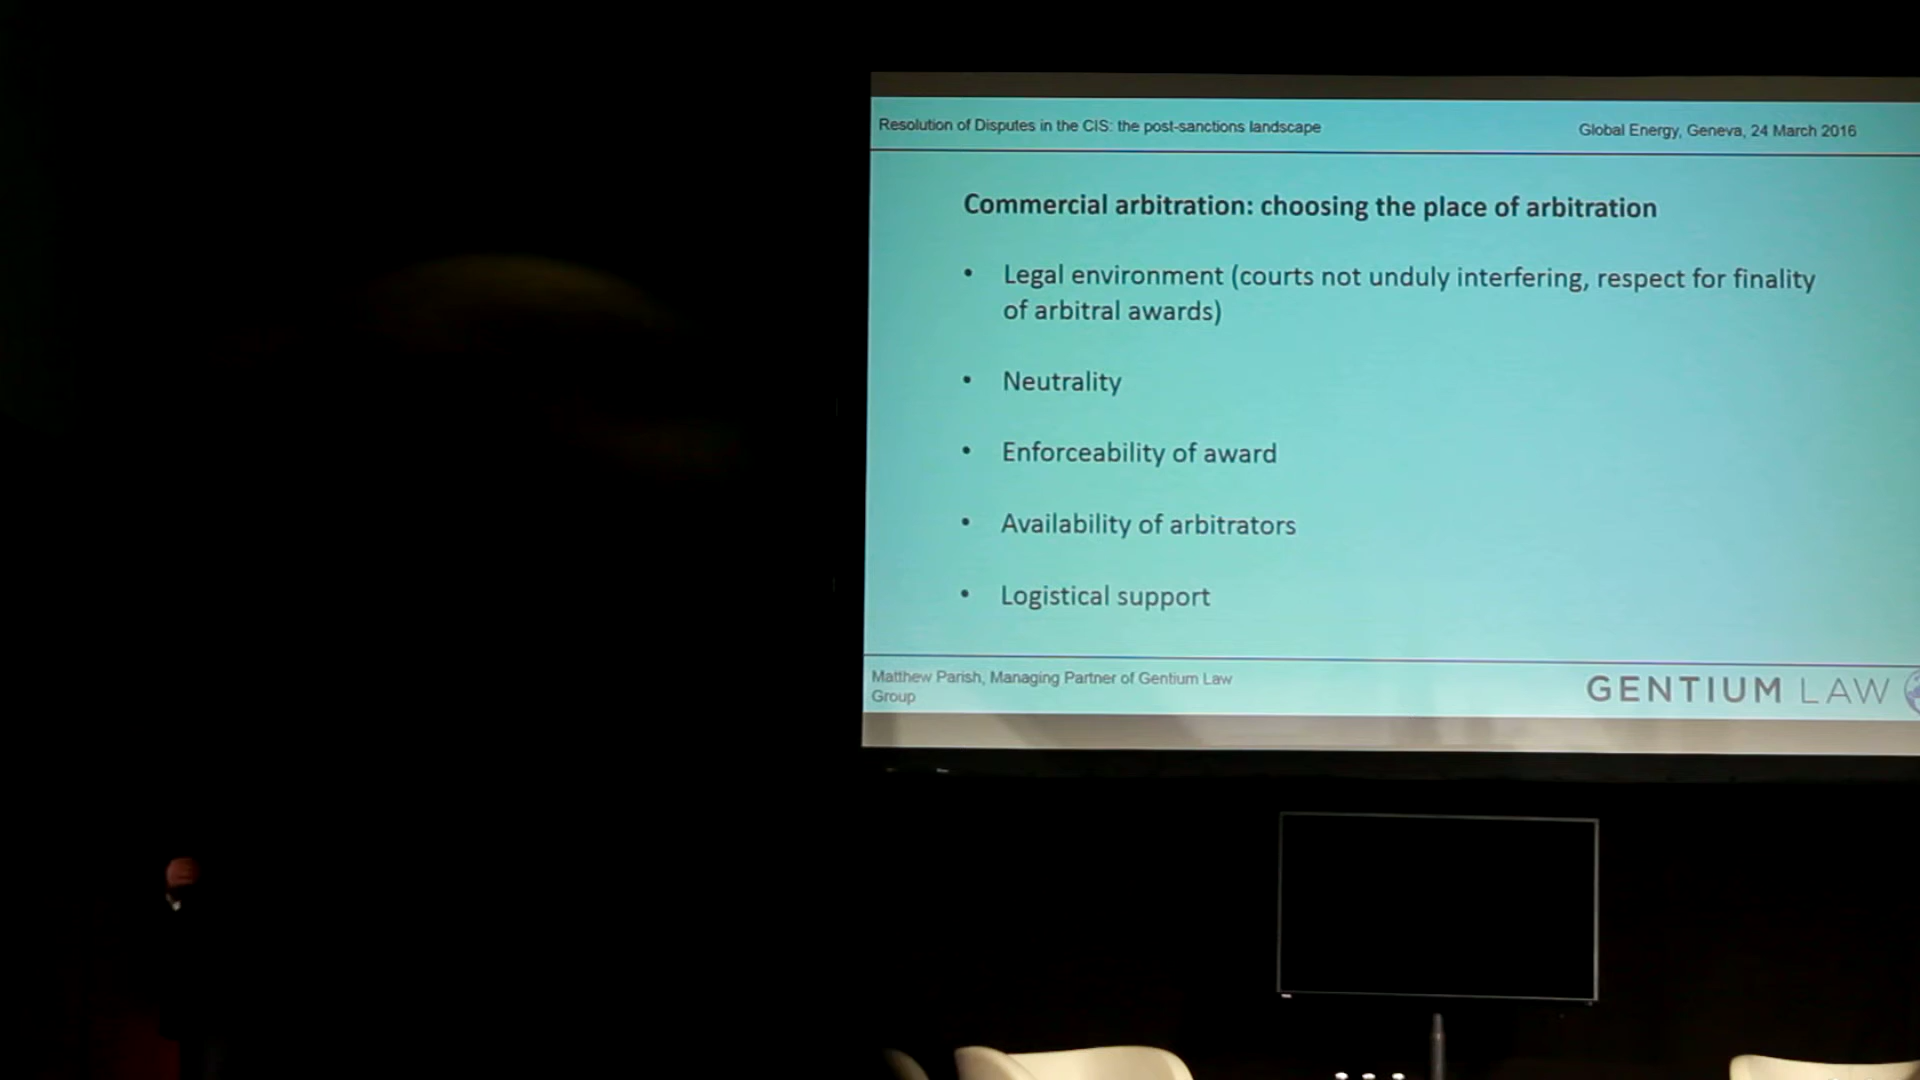 Resolution of Disputes in the CIS: the post-sanctions landscape
Global Energy, Geneva, 24 March 2016
Commercial arbitration: choosing the place of arbitration
• Legal environment (courts not unduly interfering, respect for finality
of arbitral awards)
• Neutrality
• Enforceability of award
• Availability of arbitrators
• Logistical support
Matthew Parish, Managing Partner of Gentium Law
Group
GENTIUM LAW